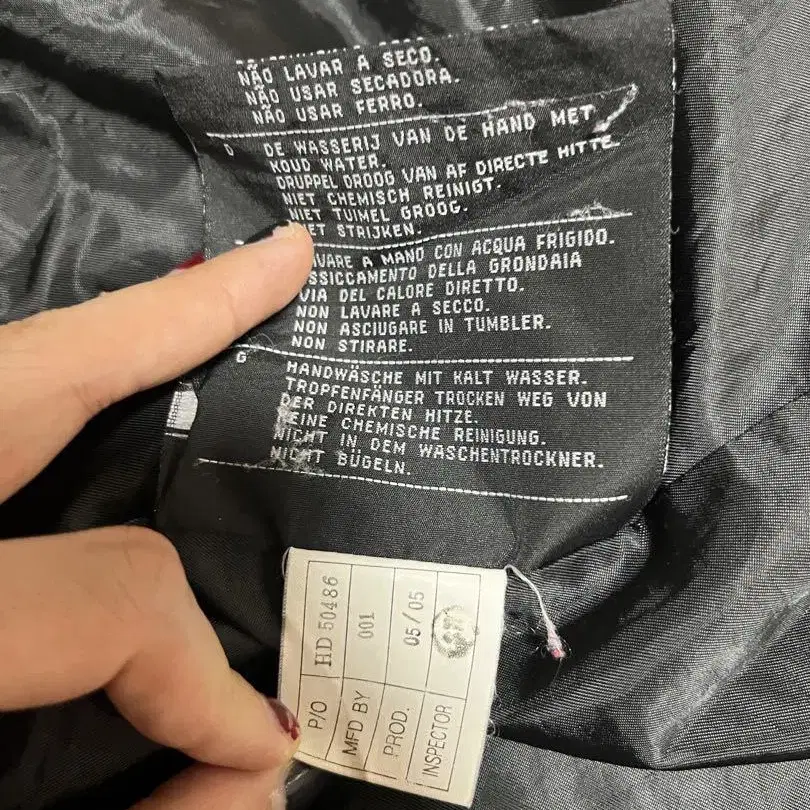 NÃO LAVAR A SECO.
NÃO USAR SECADORA.
NÃO USAR FERRO.
D DE WASSERIJ VAN DE HAND MET
KOUD WATER.
DRUPPEL DROOG VAN AF DIRECTE HITTE.
NIET CHEMISCH REINIGT.
NIET TUIMEL GROOG.
NIET STRIJKEN.
A MANO CON ACQUA FRIGIDO.
DELLA GRONDAIA
VIA DEL CALORE DIRETTO.
NON LAVARE A SECCO.
NON ASCIUGARE IN TUMBLER.
NON STIRARE.
G HANDWÄSCHE MIT KALT WASSER.
TROPFENFÄNGER TROCKEN WEG VON
DER DIREKTEN HITZE.
KEINE CHEMISCHE REINIGUNG.
NICHT IN DEM WASCHENTROCKNER.
NICHT BÜGELN.
P/O HD 50486
MFD BY 001
PROD. 05/05
INSPECTOR